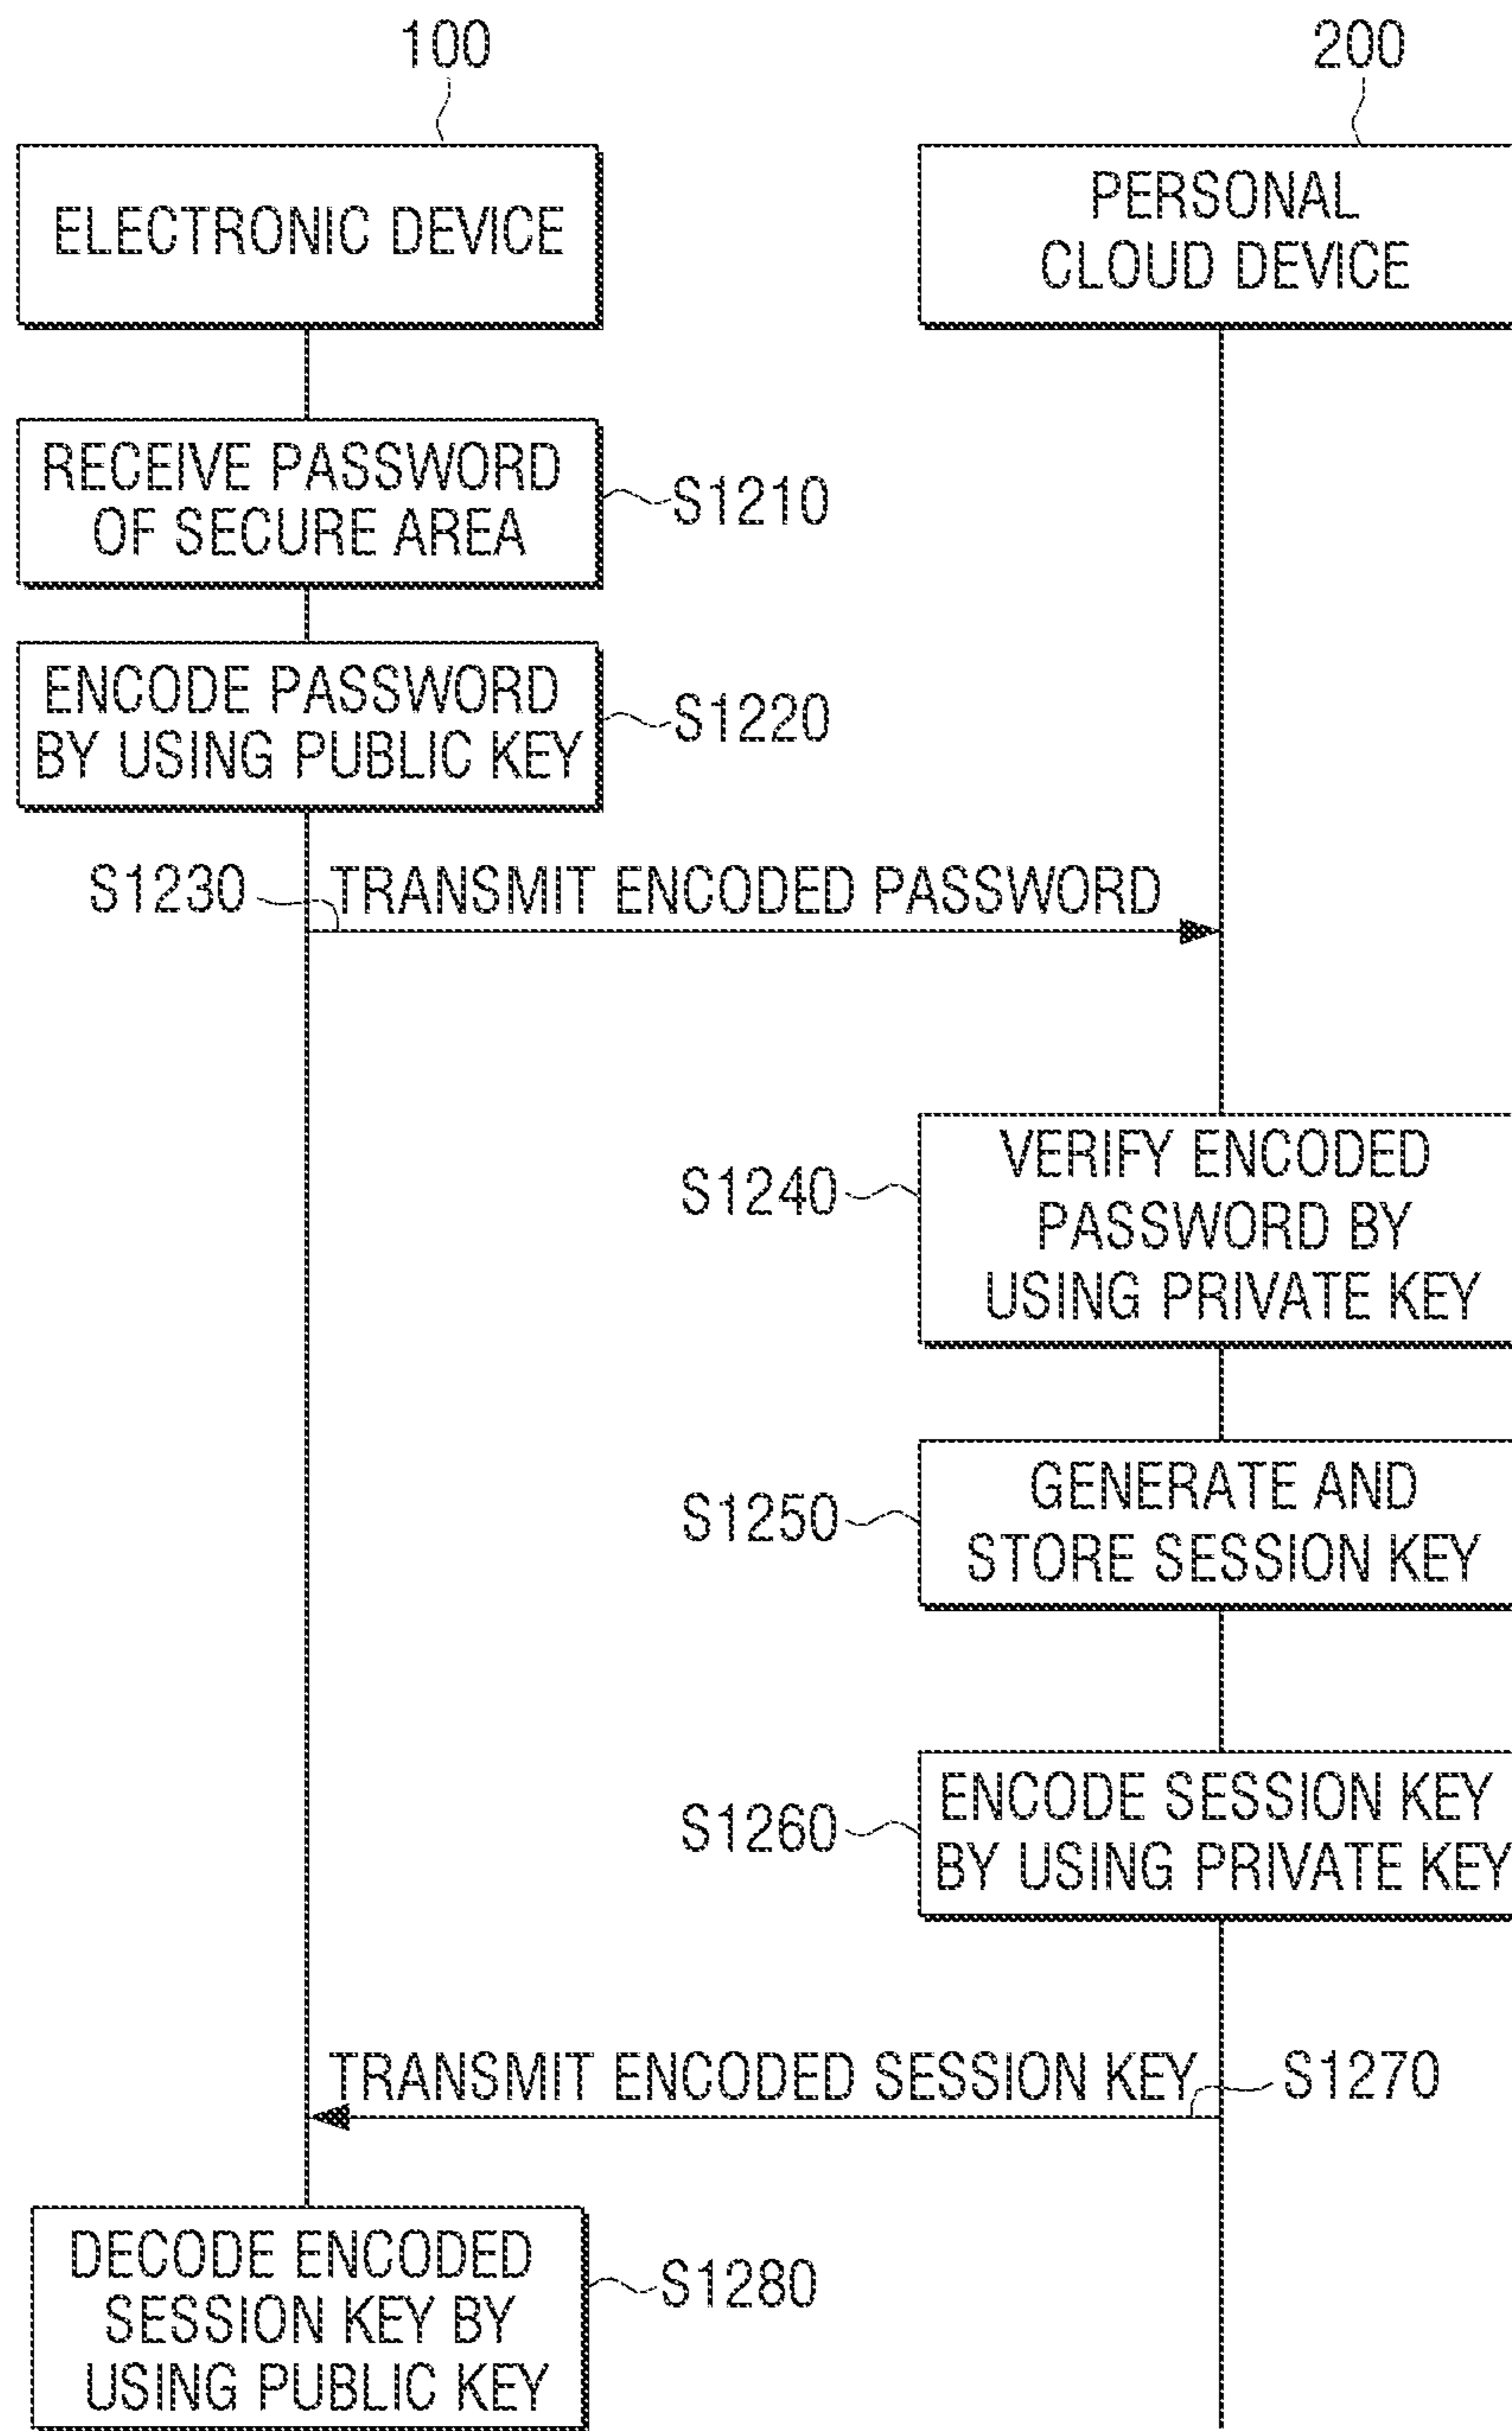 100
200
ELECTRONIC DEVICE
PERSONAL
CLOUD DEVICE
RECEIVE PASSWORD
OF SECURE AREA
S1210
ENCODE PASSWORD
BY USING PUBLIC KEY
S1220
S1230
TRANSMIT ENCODED PASSWORD
S1240
VERIFY ENCODED
PASSWORD BY
USING PRIVATE KEY
S1250
GENERATE AND
STORE SESSION KEY
S1260
ENCODE SESSION KEY
BY USING PRIVATE KEY
TRANSMIT ENCODED SESSION KEY
S1270
DECODE ENCODED
SESSION KEY BY
USING PUBLIC KEY
S1280